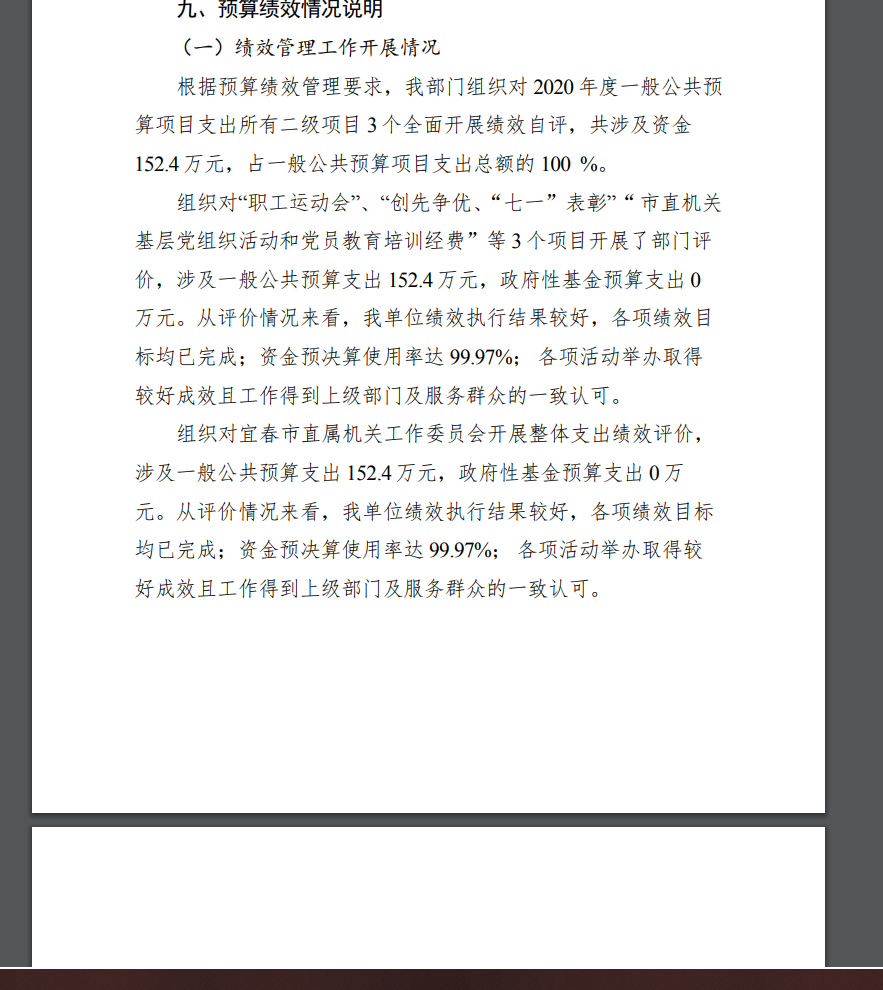 九、预算绩效情况说明
（一）绩效管理工作开展情况
根据预算绩效管理要求，我部门组织对 2020 年度一般公共预
算项目支出所有二级项目 3 个全面开展绩效自评，共涉及资金
152.4 万元，占一般公共预算项目支出总额的 100 %。
组织对“职工运动会”、“创先争优、“七一”表彰”“ 市直机关
基层党组织活动和党员教育培训经费”等 3 个项目开展了部门评
价，涉及一般公共预算支出 152.4 万元，政府性基金预算支出 0
万元。从评价情况来看，我单位绩效执行结果较好，各项绩效目
标均已完成；资金预决算使用率达 99.97%； 各项活动举办取得
较好成效且工作得到上级部门及服务群众的一致认可。
组织对宜春市直属机关工作委员会开展整体支出绩效评价，
涉及一般公共预算支出 152.4 万元，政府性基金预算支出 0 万
元。从评价情况来看，我单位绩效执行结果较好，各项绩效目标
均已完成；资金预决算使用率达 99.97%； 各项活动举办取得较
好成效且工作得到上级部门及服务群众的一致认可。